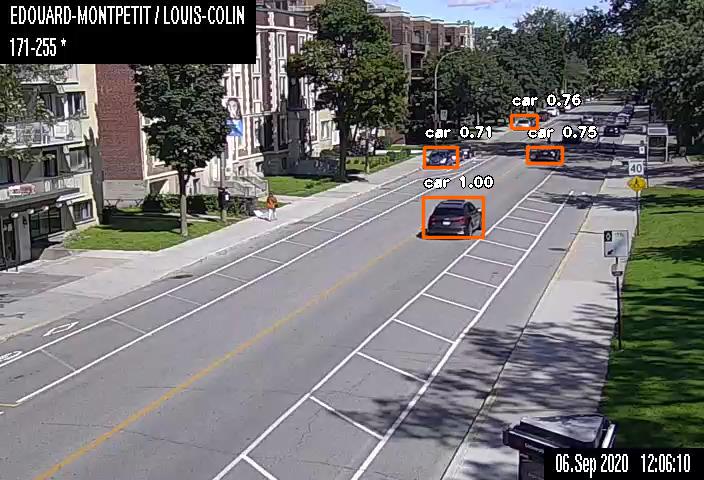 EDOUARD-MONTPETIT / LOUIS-COLIN
171-255 *
car 0.76
car 0.71
car 0.75
car 1.00
40
06.Sep 2020 12:06:10